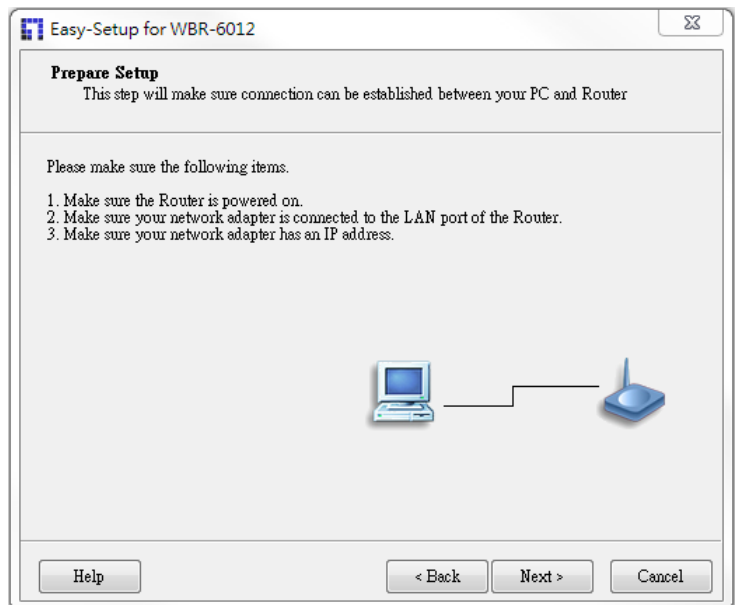 Easy-Setup for WBR-6012
Prepare Setup
This step will make sure connection can be established between your PC and Router
Please make sure the following items.
1. Make sure the Router is powered on.
2. Make sure your network adapter is connected to the LAN port of the Router.
3. Make sure your network adapter has an IP address.
Help
< Back
Next >
Cancel